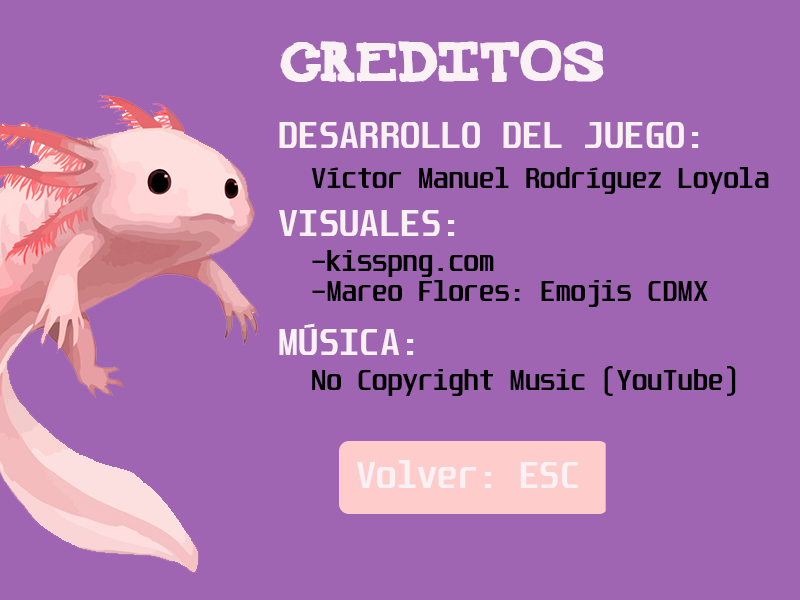 CREDITOS
DESARROLLO DEL JUEGO:
Víctor Manuel Rodríguez Loyola
VISUALES:
-kisspng.com
-Mareo Flores: Emojis CDMX
MÚSICA:
No Copyright Music (YouTube)
Volver: ESC